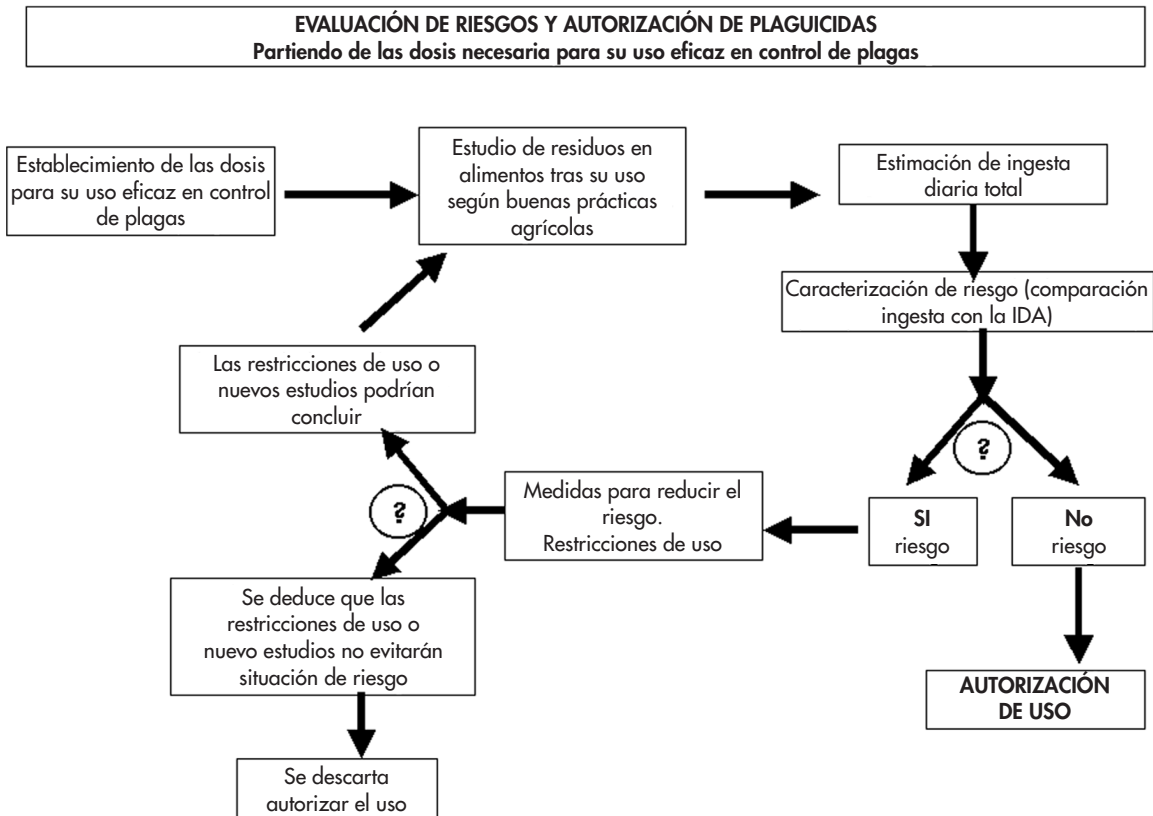 EVALUACIÓN DE RIESGOS Y AUTORIZACIÓN DE PLAGUICIDAS
Partiendo de las dosis necesaria para su uso eficaz en control de plagas
Establecimiento de las dosis
para su uso eficaz en control
de plagas
Estudio de residuos en
alimentos tras su uso
según buenas prácticas
agrícolas
Estimación de ingesta
diaria total
Caracterización de riesgo (comparación
ingesta con la IDA)
?
SI
riesgo
No
riesgo
AUTORIZACIÓN
DE USO
Medidas para reducir el
riesgo.
Restricciones de uso
?
Las restricciones de uso o
nuevos estudios podrían
concluir
Se deduce que las
restricciones de uso o
nuevo estudios no evitarán
situación de riesgo
Se descarta
autorizar el uso